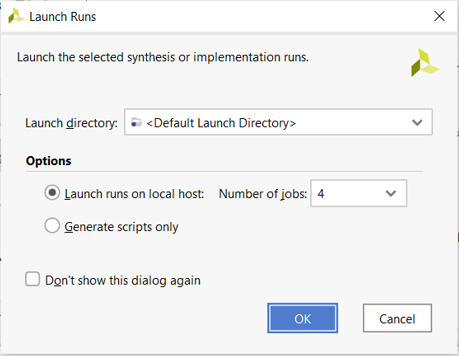 Launch Runs
Launch the selected synthesis or implementation runs.
Launch directory: <Default Launch Directory>
Options
Launch runs on local host: Number of jobs: 4
Generate scripts only
Don't show this dialog again
OK Cancel